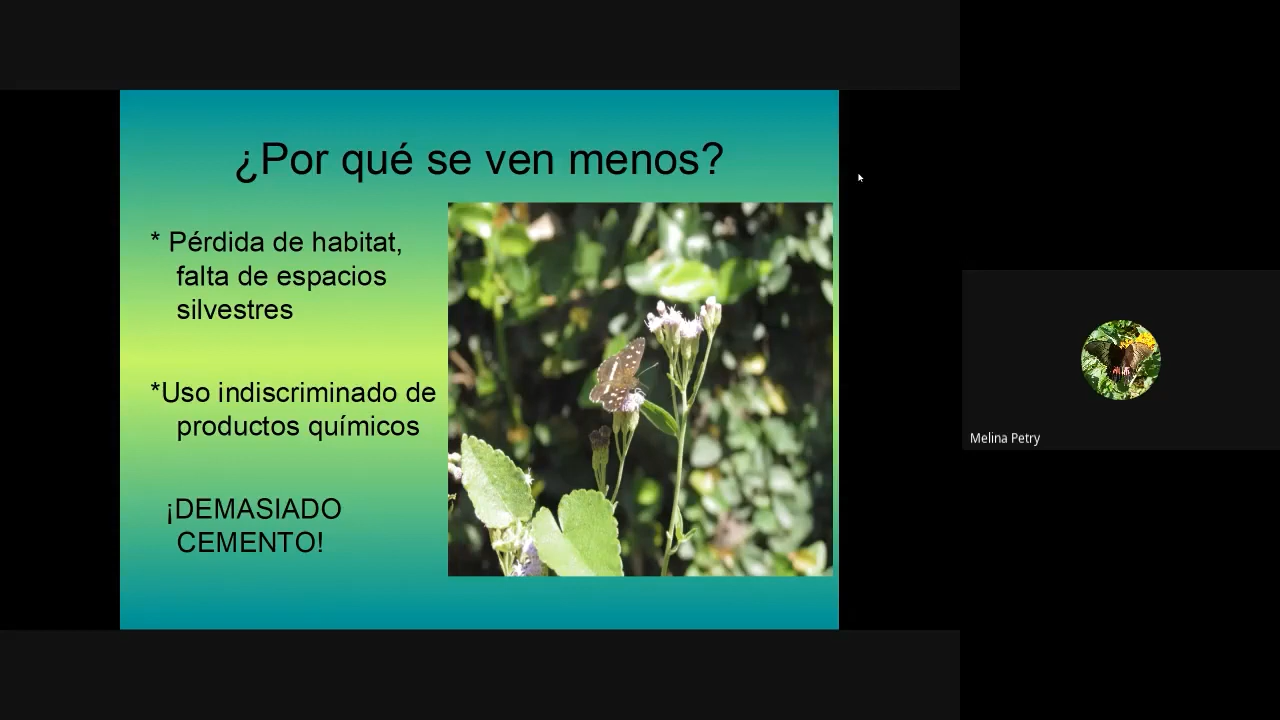 ¿Por qué se ven menos?
* Pérdida de habitat,
falta de espacios
silvestres
*Uso indiscriminado de
productos químicos
¡DEMASIADO
CEMENTO!
Melina Petry